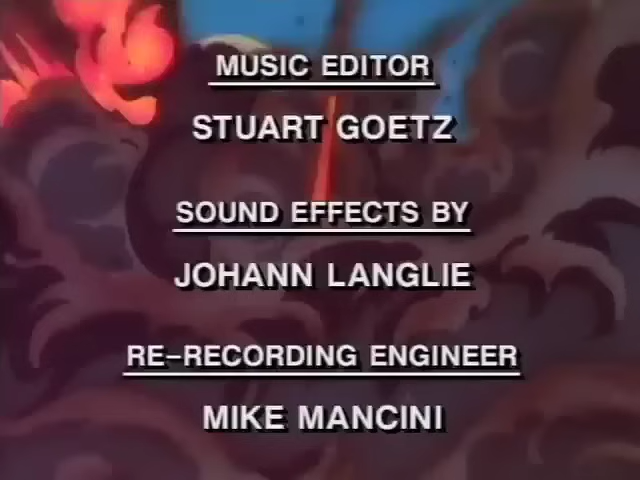 MUSIC EDITOR
STUART GOETZ
SOUND EFFECTS BY
JOHANN LANGLIE
RE-RECORDING ENGINEER
MIKE MANCINI